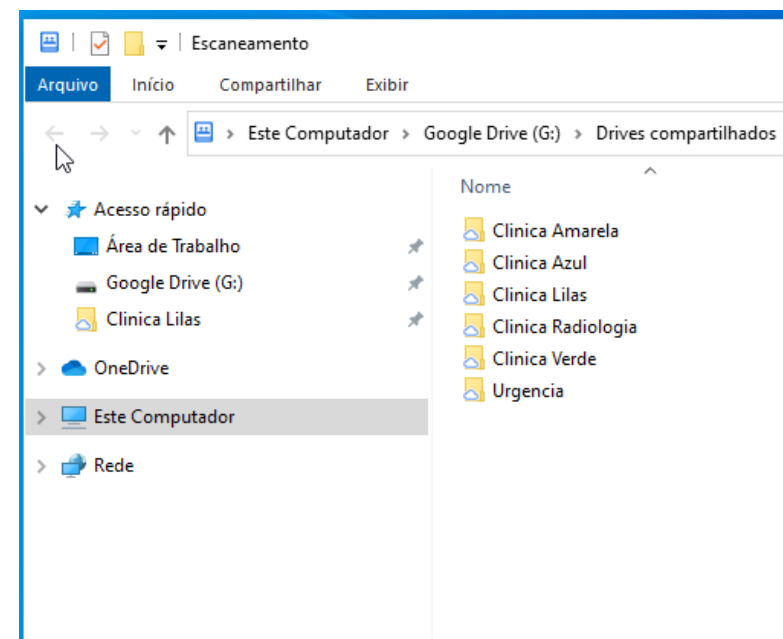 Escaneamento
Arquivo Início Compartilhar Exibir
Este Computador > Google Drive (G:) > Drives compartilhados
Acesso rápido
Área de Trabalho
Google Drive (G:)
Clinica Lilas
OneDrive
Este Computador
Rede
Nome
Clinica Amarela
Clinica Azul
Clinica Lilas
Clinica Radiologia
Clinica Verde
Urgencia